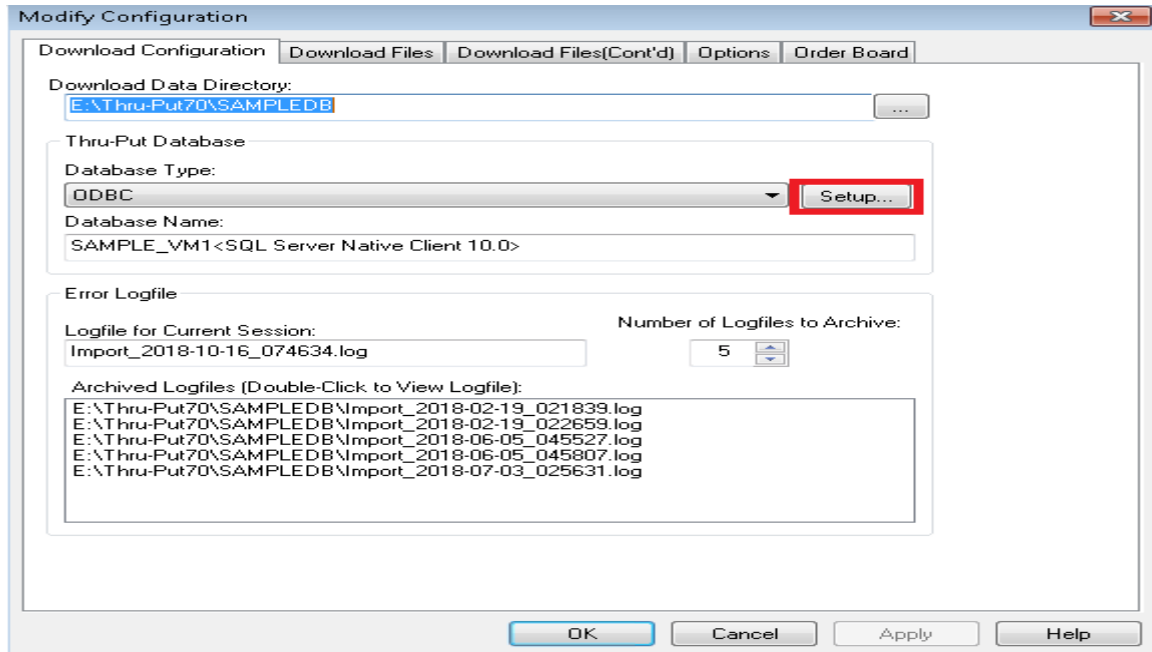 Modify Configuration
Download Configuration
Download Files
Download Files(Cont'd)
Options
Order Board
Download Data Directory:
E:\Thru-Put70\SAMPLEDB
...
Thru-Put Database
Database Type:
ODBC
Setup...
Database Name:
SAMPLE_VM1<SQL Server Native Client 10.0>
Error Logfile
Logfile for Current Session:
Number of Logfiles to Archive:
Import_2018-10-16_074634.log
5
Archived Logfiles (Double-Click to View Logfile):
E:\Thru-Put70\SAMPLEDB\Import_2018-02-19_021839.log
E:\Thru-Put70\SAMPLEDB\Import_2018-02-19_022659.log
E:\Thru-Put70\SAMPLEDB\Import_2018-06-05_045527.log
E:\Thru-Put70\SAMPLEDB\Import_2018-06-05_045807.log
E:\Thru-Put70\SAMPLEDB\Import_2018-07-03_025631.log
OK
Cancel
Apply
Help